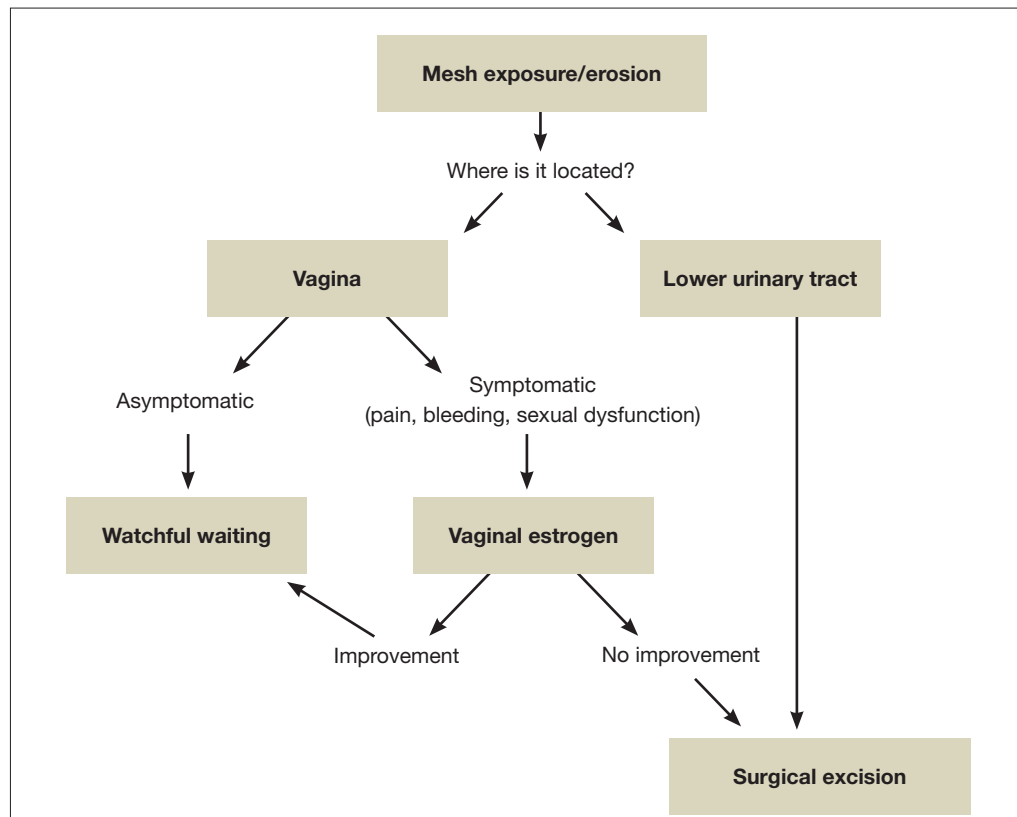 Mesh exposure/erosion
Where is it located?
Vagina
Lower urinary tract
Asymptomatic
Symptomatic
(pain, bleeding, sexual dysfunction)
Watchful waiting
Vaginal estrogen
Improvement
No improvement
Surgical excision